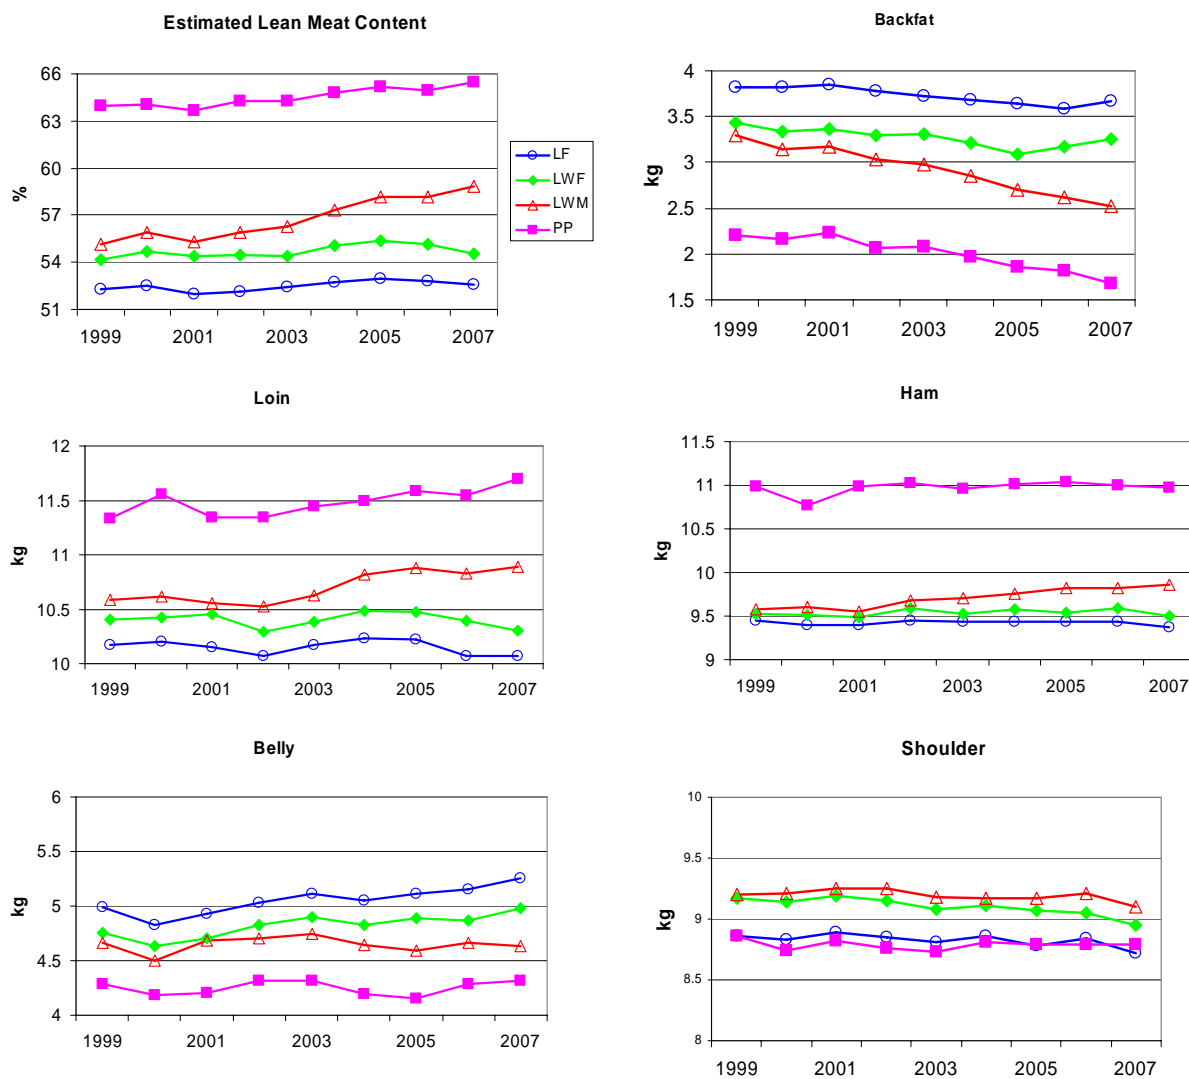 Estimated Lean Meat Content
66
63
60
57
54
51
%
1999 2001 2003 2005 2007
LF
LWF
LWM
PP
Backfat
4
3.5
3
2.5
2
1.5
kg
1999 2001 2003 2005 2007
Loin
12
11.5
11
10.5
10
kg
1999 2001 2003 2005 2007
Ham
11.5
11
10.5
10
9.5
9
kg
1999 2001 2003 2005 2007
Belly
6
5.5
5
4.5
4
kg
1999 2001 2003 2005 2007
Shoulder
10
9.5
9
8.5
8
kg
1999 2001 2003 2005 2007